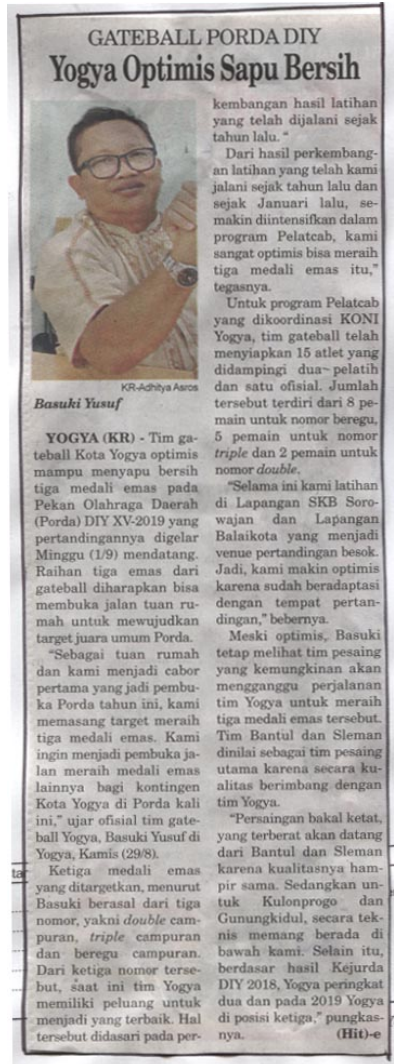 GATEBALL PORDA DIY
Yogya Optimis Sapu Bersih
KR-Adhitya Asros
Basuki Yusuf
YOGYA (KR) - Tim ga-
teball Kota Yogya optimis
mampu menyapu bersih
tiga medali emas pada
Pekan Olahraga Daerah
(Porda) DIY XV-2019 yang
pertandingannya digelar
Minggu (1/9) mendatang.
Raihan tiga emas dari
gateball diharapkan bisa
membuka jalan tuan ru-
mah untuk mewujudkan
target juara umum Porda.
"Sebagai tuan rumah
dan kami menjadi cabor
pertama yang jadi pembu-
ka Porda tahun ini, kami
memasang target meraih
tiga medali emas. Kami
ingin menjadi pembuka ja-
lan meraih medali emas
lainnya bagi kontingen
Kota Yogya di Porda kali
ini," ujar ofisial tim gate-
ball Yogya, Basuki Yusuf di
Yogya, Kamis (29/8).
Ketiga medali emas
yang ditargetkan, menurut
Basuki berasal dari tiga
nomor, yakni double cam-
puran, triple campuran
dan beregu campuran.
Dari ketiga nomor terse-
but, saat ini tim Yogya
memiliki peluang untuk
menjadi yang terbaik. Hal
tersebut didasari pada per-
kembangan hasil latihan
yang telah dijalani sejak
tahun lalu. "
Dari hasil perkembang-
an latihan yang telah kami
jalani sejak tahun lalu dan
sejak Januari lalu, se-
makin diintensifkan dalam
program Pelatcab, kami
sangat optimis bisa meraih
tiga medali emas itu,"
tegasnya.
Untuk program Pelatcab
yang dikoordinasi KONI
Yogya, tim gateball telah
menyiapkan 15 atlet yang
didampingi dua pelatih
dan satu ofisial. Jumlah
tersebut terdiri dari 8 pe-
main untuk nomor beregu,
5 pemain untuk nomor
triple dan 2 pemain untuk
nomor double.
"Selama ini kami latihan
di Lapangan SKB Soro-
wajan dan Lapangan
Balaikota yang menjadi
venue pertandingan besok.
Jadi, kami makin optimis
karena sudah beradaptasi
dengan tempat pertan-
dingan," bebernya.
Meski optimis, Basuki
tetap melihat tim pesaing
yang kemungkinan akan
mengganggu perjalanan
tim Yogya untuk meraih
tiga medali emas tersebut.
Tim Bantul dan Sleman
dinilai sebagai tim pesaing
utama karena secara ku-
alitas berimbang dengan
tim Yogya.
"Persaingan bakal ketat,
yang terberat akan datang
dari Bantul dan Sleman
karena kualitasnya ham-
pir sama. Sedangkan un-
tuk Kulonprogo dan
Gunungkidul, secara tek-
nis memang berada di
bawah kami. Selain itu,
berdasar hasil Kejurda
DIY 2018, Yogya peringkat
dua dan pada 2019 Yogya
di posisi ketiga," pungkas-
nya. (Hit)-e